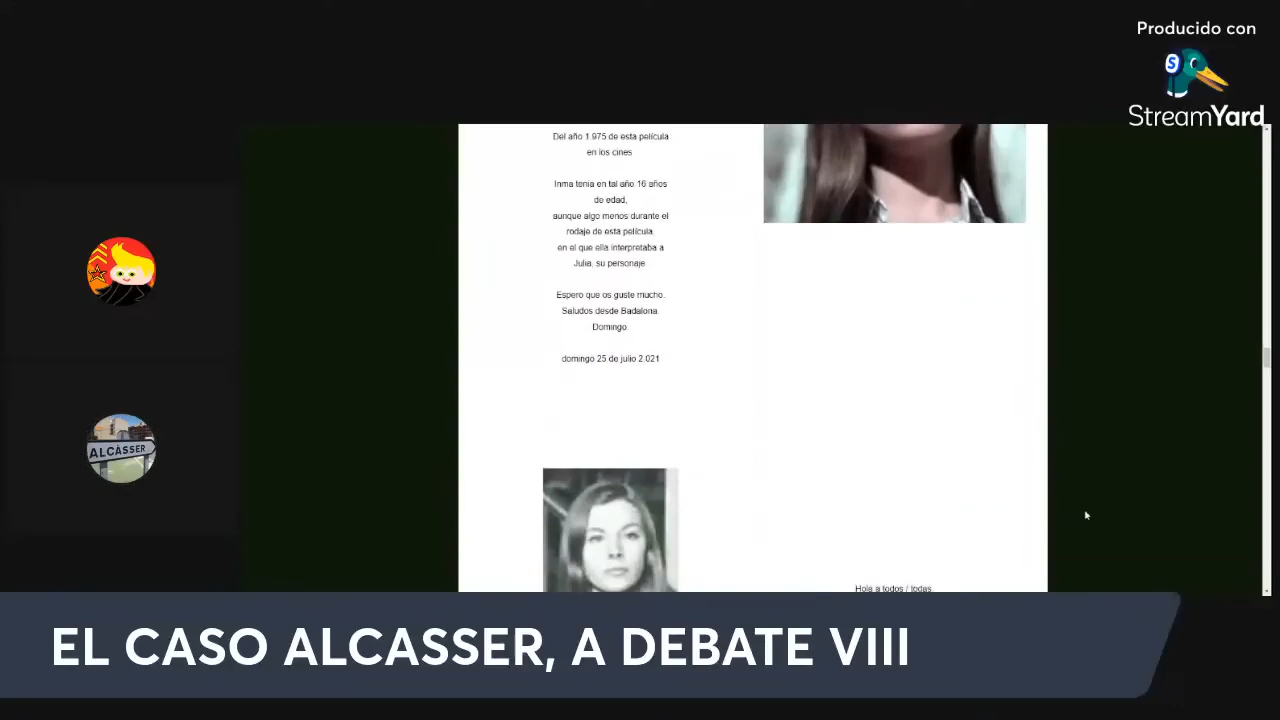 Producido con
StreamYard
Del año 1.975 de esta película
en los cines
Inma tenia en tal año 16 años
de edad,
aunque algo menos durante el
rodaje de esta película
en el que ella interpretaba a
Julia, su personaje
Espero que os guste mucho.
Saludos desde Badalona.
Domingo.
domingo 25 de julio 2.021
ALCÀSSER
Hola a todos / todas
EL CASO ALCASSER, A DEBATE VIII